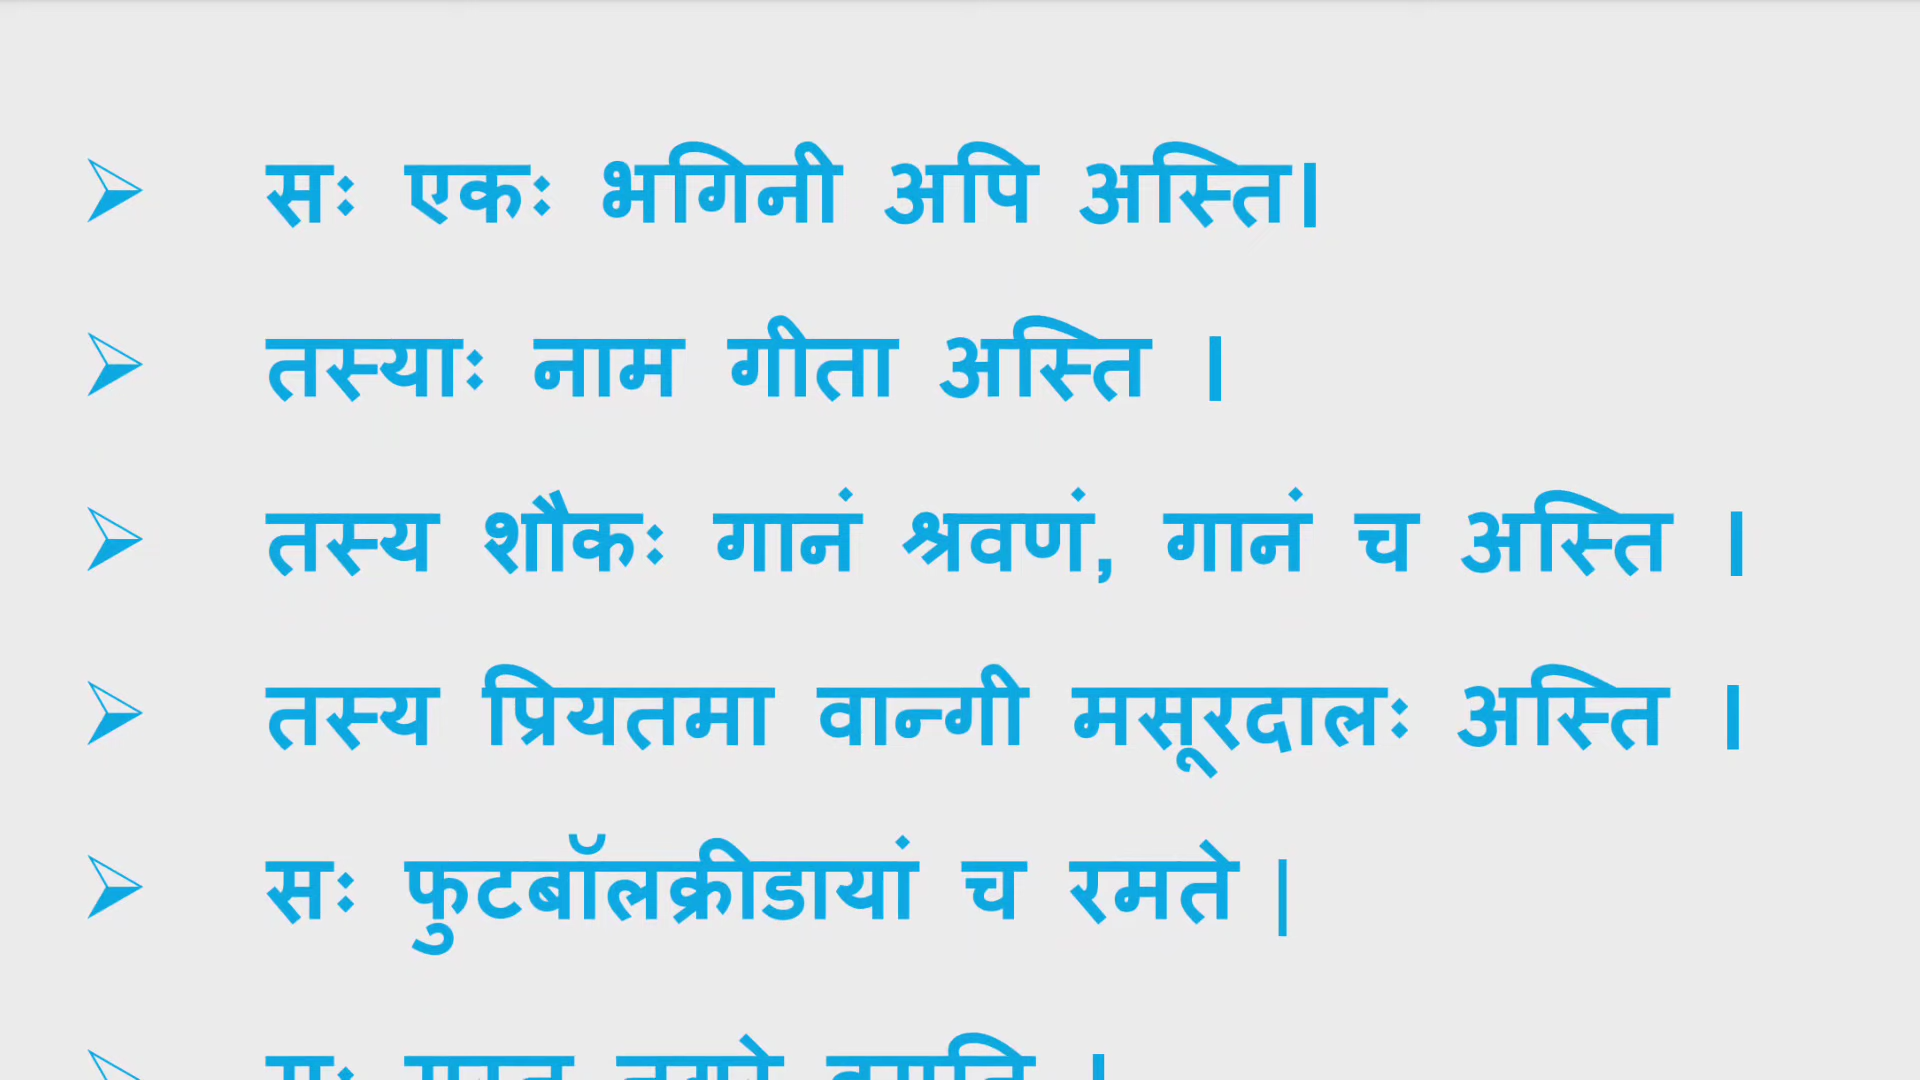 ➢ सः एकः भगिनी अपि अस्ति।
➢ तस्याः नाम गीता अस्ति ।
➢ तस्य शौकः गानं श्रवणं, गानं च अस्ति ।
➢ तस्य प्रियतमा वान्गी मसूरदालः अस्ति ।
➢ सः फुटबॉलक्रीडायां च रमते |